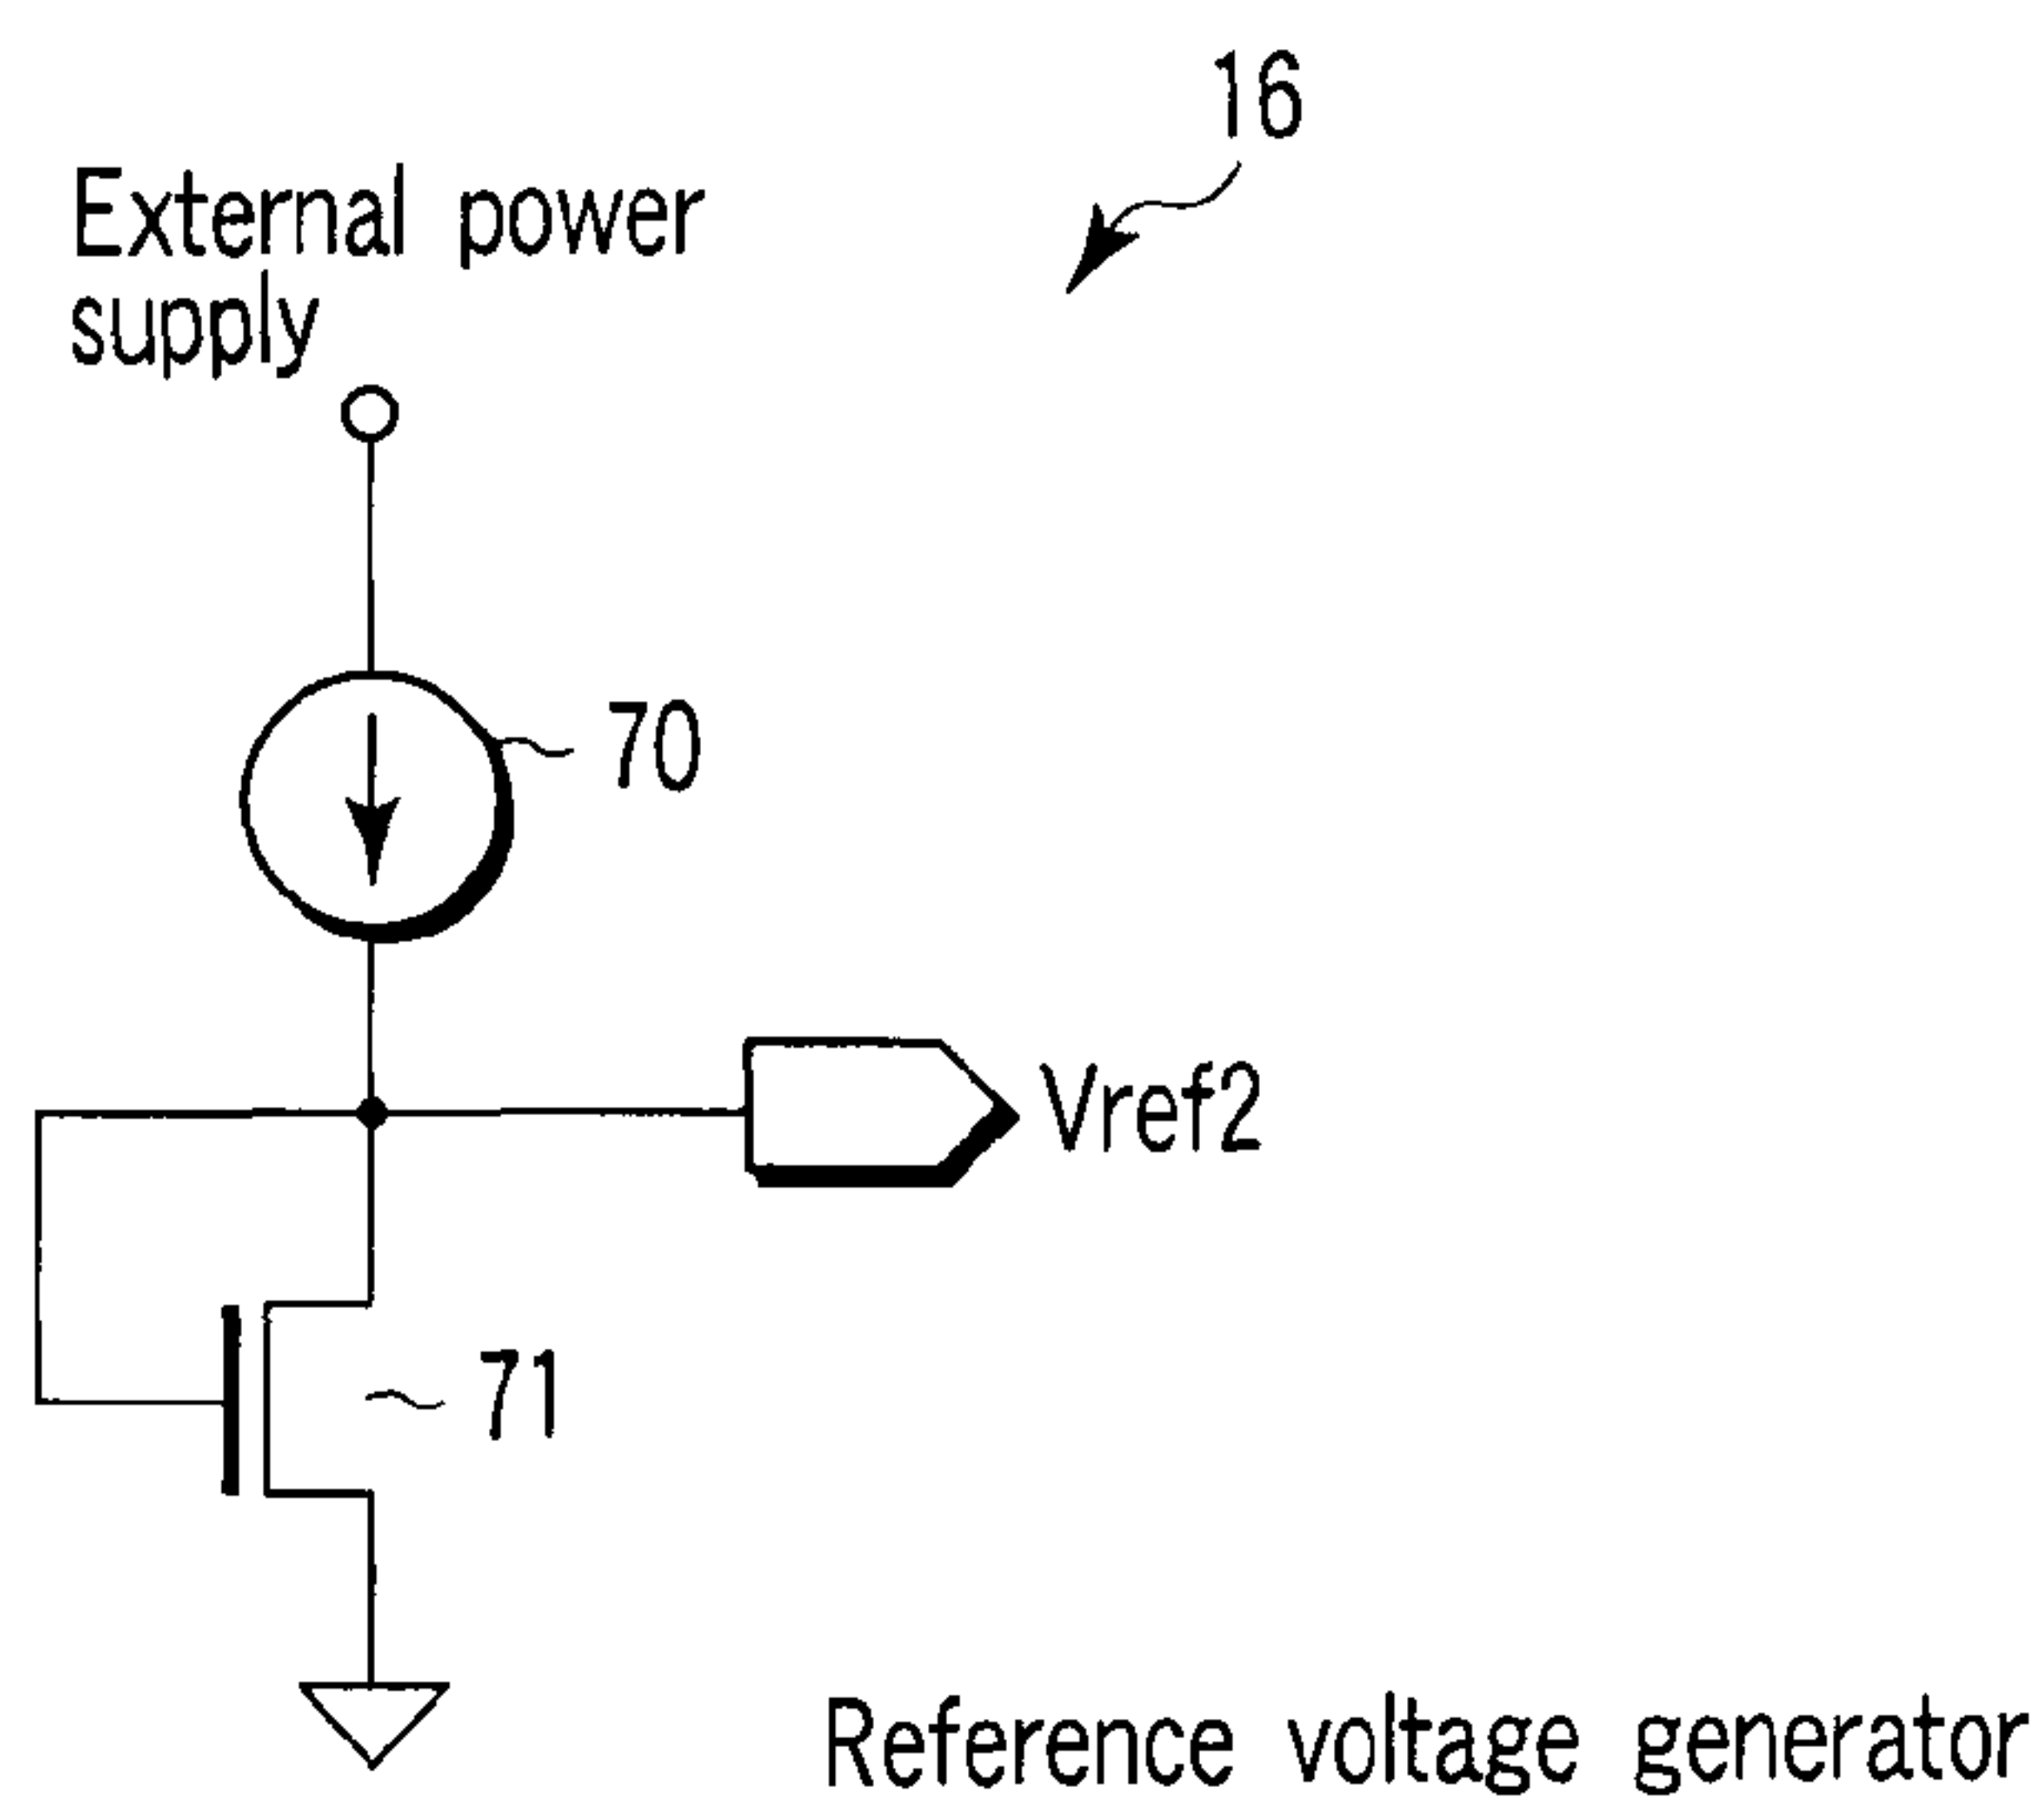 16
External power
supply
70
Vref2
71
Reference voltage generator